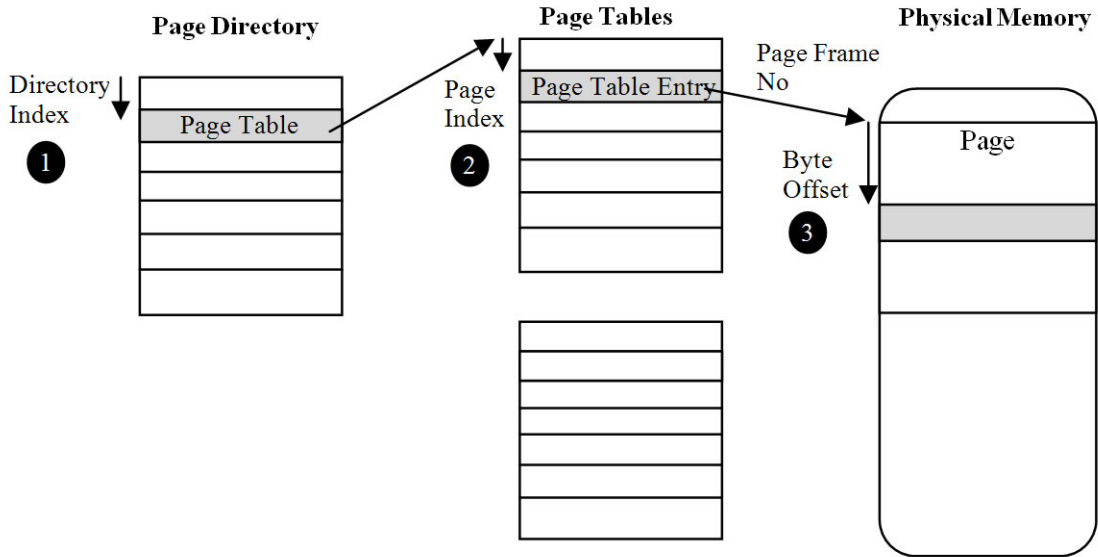 Page Directory
Page Tables
Physical Memory
Directory
Index
1
Page Table
Page
Index
2
Page Table Entry
Page Frame
No
Byte
Offset
3
Page